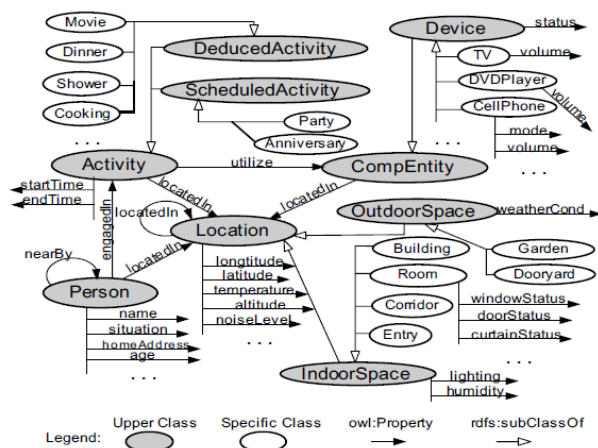 Movie
Dinner
Shower
Cooking
...
DeducedActivity
ScheduledActivity
Party
Anniversary
Device
status
TV
volume
DVDPlayer
CellPhone
volume
mode
volume
...
Activity
utilize
CompEntity
startTime
endTime
locatedIn
locatedIn
engagedIn
locatedIn
locatedIn
Location
OutdoorSpace
weatherCond
nearBy
Person
name
situation
homeAddress
age
...
longtitude
latitude
temperature
altitude
noiseLevel
...
Building
Room
Corridor
Entry
Garden
Dooryard
windowStatus
doorStatus
curtainStatus
...
IndoorSpace
lighting
humidity
...
Legend:
Upper Class
Specific Class
owl:Property
rdfs:subClassOf